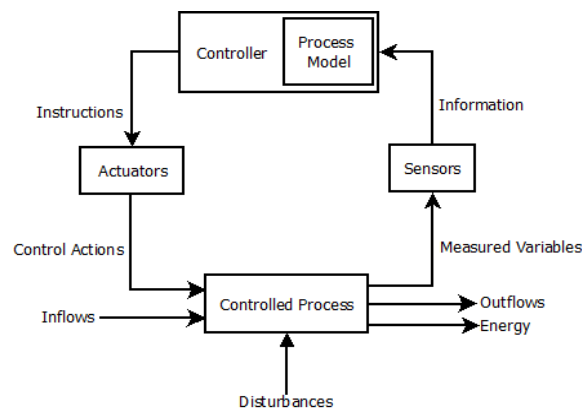 Controller
Process
Model
Instructions
Information
Actuators
Sensors
Control Actions
Measured Variables
Controlled Process
Outflows
Inflows
Energy
Disturbances